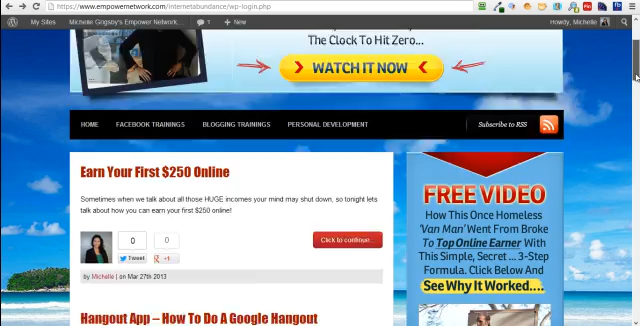 https://www.empowernetwork.com/internetabundance/wp-login.php
My Sites Michelle Grigsby's Empower Network,... 1 + New Howdy, Michelle
The Clock To Hit Zero...
WATCH IT NOW
HOME FACEBOOK TRAININGS BLOGGING TRAININGS PERSONAL DEVELOPMENT Subscribe to RSS
Earn Your First $250 Online
Sometimes when we talk about all those HUGE incomes your mind may shut down, so tonight lets
talk about how you can earn your first $250 online!
0 0
Tweet +1
Click to continue...
by Michelle | on Mar 27th 2013
Hangout App – How To Do A Google Hangout
FREE VIDEO
How This Once Homeless
'Van Man' Went From Broke
To Top Online Earner With
This Simple, Secret ... 3-Step
Formula. Click Below And
See Why It Worked....